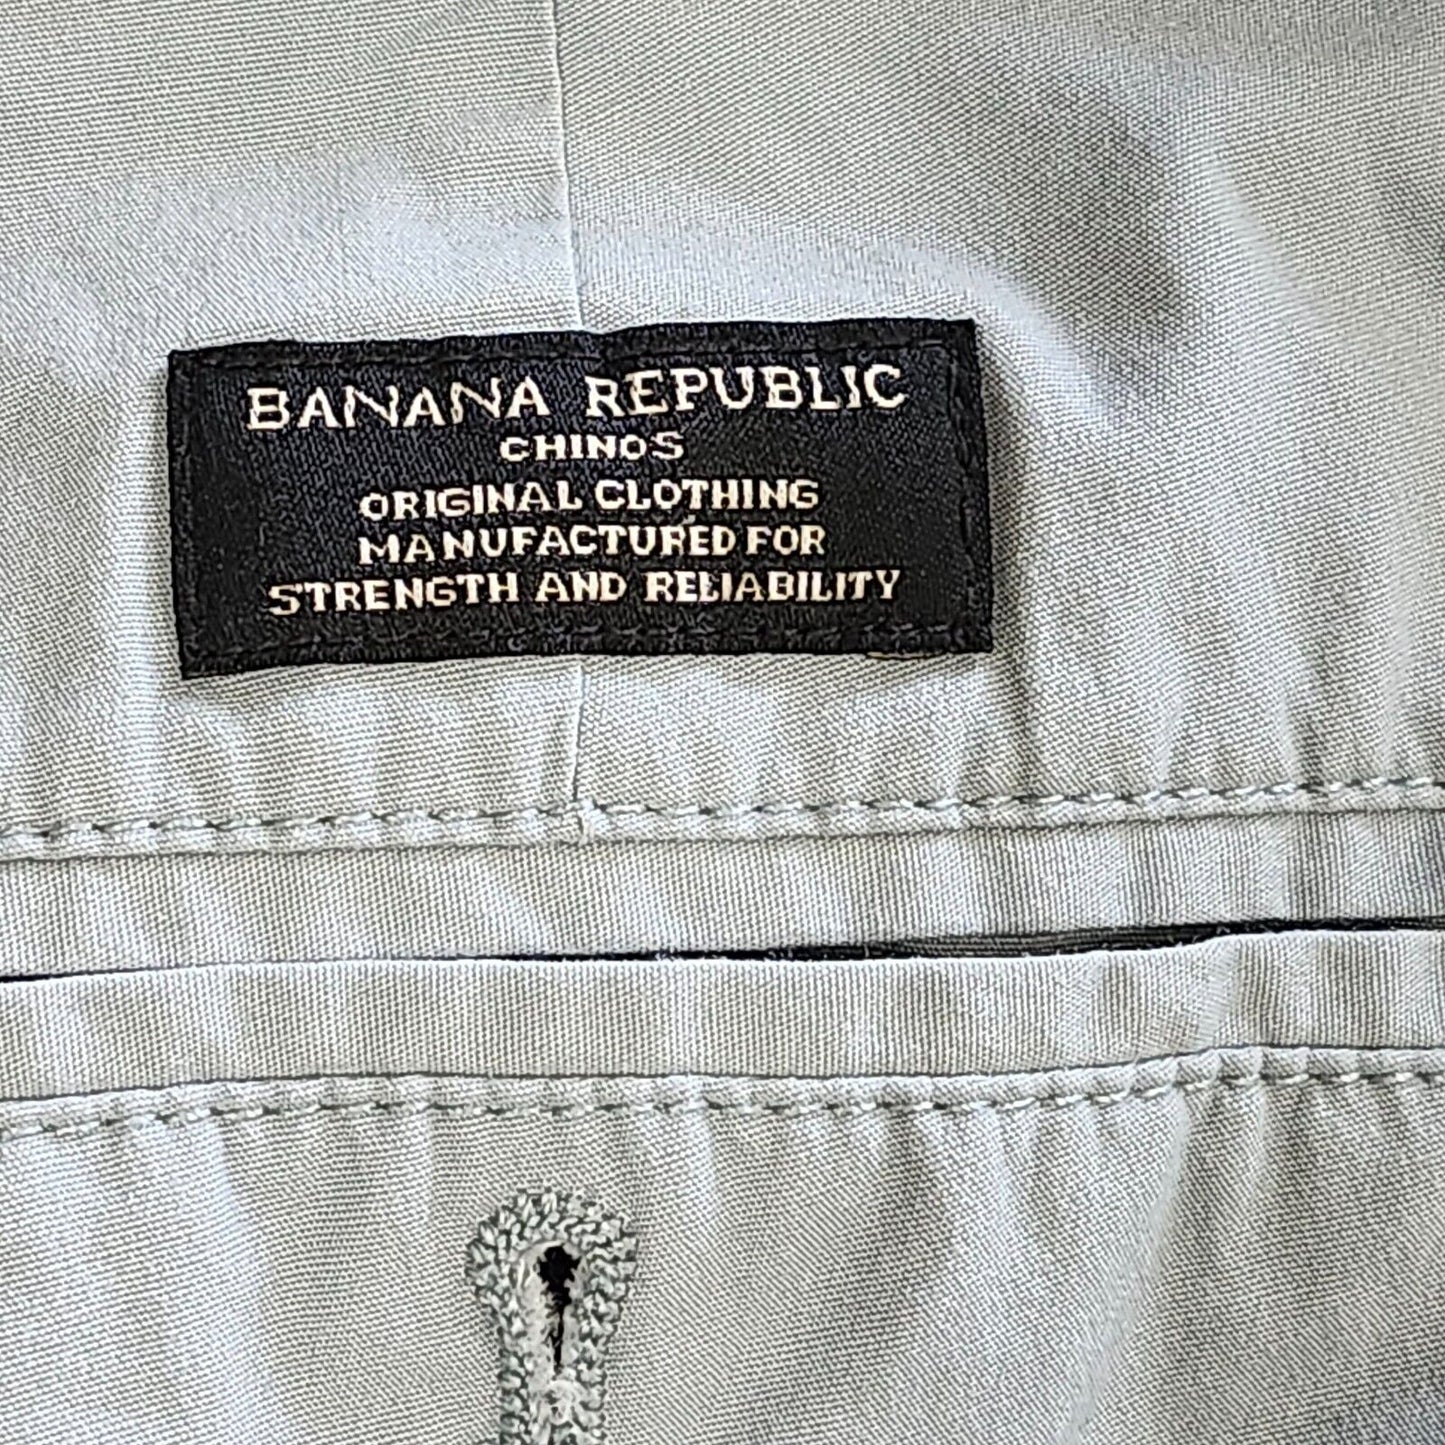 BANANA REPUBLIC
CHINOS
ORIGINAL CLOTHING
MANUFACTURED FOR
STRENGTH AND RELIABILITY